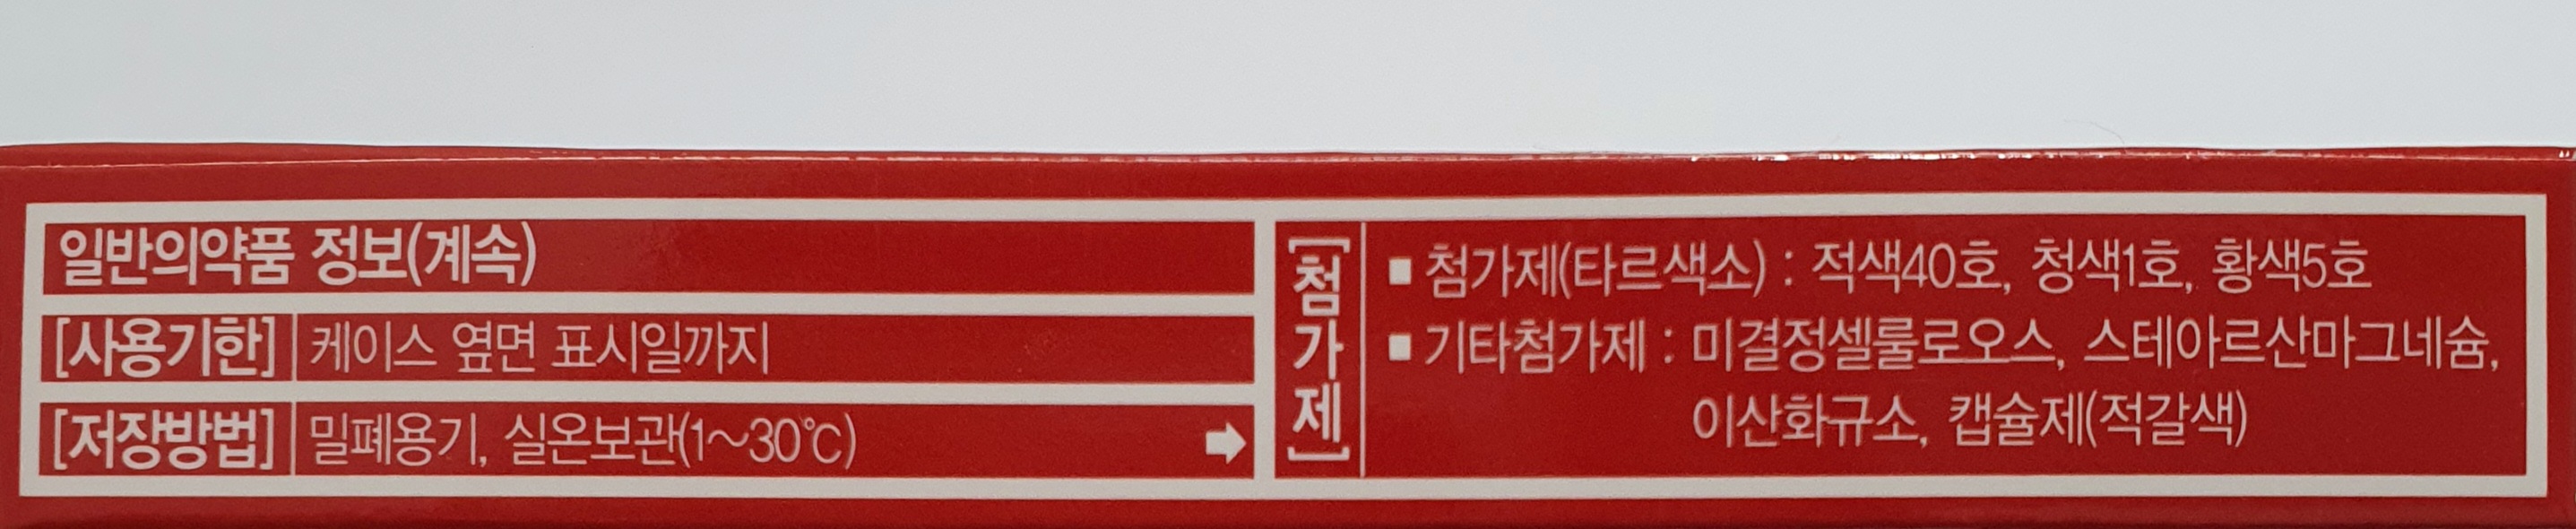 일반의약품 정보(계속)
[사용기한] 케이스 옆면 표시일까지
[저장방법] 밀폐용기, 실온보관(1~30℃)
[첨가제]
■ 첨가제(타르색소) : 적색40호, 청색1호, 황색5호
■ 기타첨가제 : 미결정셀룰로오스, 스테아르산마그네슘,
이산화규소, 캡슐제(적갈색)